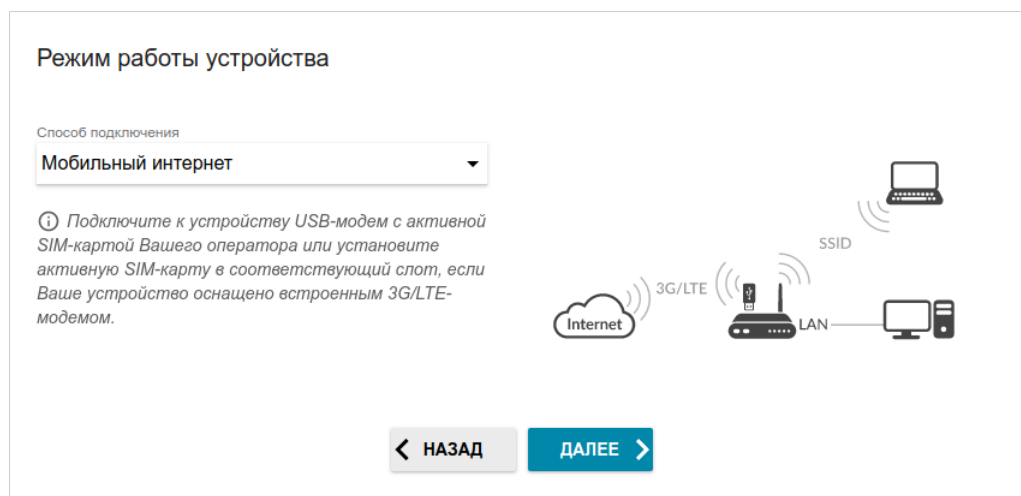 Режим работы устройства
Способ подключения
Мобильный интернет
Подключите к устройству USB-модем с активной
SIM-картой Вашего оператора или установите
активную SIM-карту в соответствующий слот, если
Ваше устройство оснащено встроенным 3G/LTE-
модемом.
SSID
3G/LTE
Internet
LAN
НАЗАД
ДАЛЕЕ